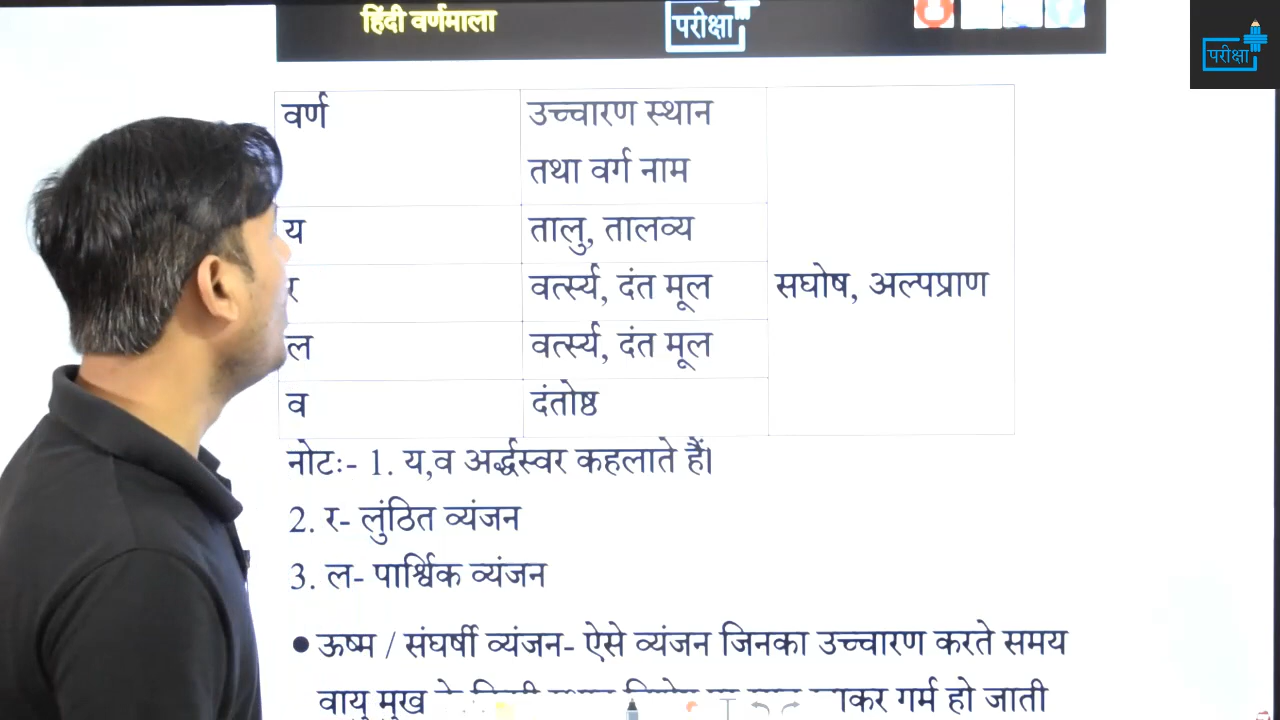 हिंदी वर्णमाला
परीक्षा
परीक्षा
वर्ण उच्चारण स्थान
तथा वर्ग नाम
य तालु, तालव्य
र वर्त्स्य, दंत मूल सघोष, अल्पप्राण
ल वर्त्स्य, दंत मूल
व दंतोष्ठ
नोटः- 1. य,व अर्द्धस्वर कहलाते हैं।
2. र- लुंठित व्यंजन
3. ल- पार्श्विक व्यंजन
● ऊष्म / संघर्षी व्यंजन- ऐसे व्यंजन जिनका उच्चारण करते समय
वायु मुख गर्म हो जाती